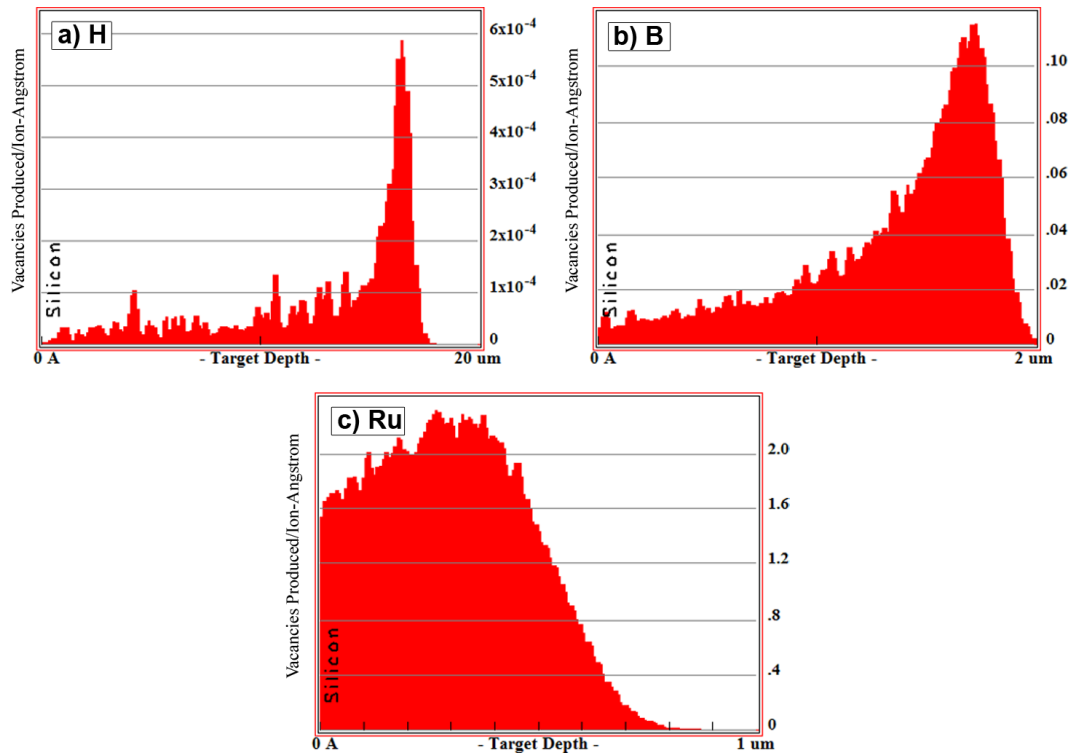 a) H
Vacancies Produced/Ion-Angstrom
Silicon
6x10⁻⁴
5x10⁻⁴
4x10⁻⁴
3x10⁻⁴
2x10⁻⁴
1x10⁻⁴
0
0 A - Target Depth - 20 um
b) B
Vacancies Produced/Ion-Angstrom
Silicon
.10
.08
.06
.04
.02
0
0 A - Target Depth - 2 um
c) Ru
Vacancies Produced/Ion-Angstrom
Silicon
2.0
1.6
1.2
.8
.4
0
0 A - Target Depth - 1 um